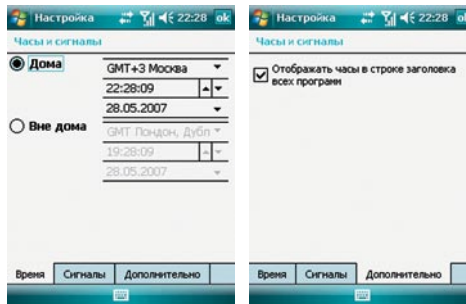 Настройка 22:28 ok
Часы и сигналы
Дома
GMT+3 Москва
22:28:09
28.05.2007
Вне дома
GMT Лондон, Дубл
19:28:09
28.05.2007
Время Сигналы Дополнительно
Настройка 22:28 ok
Часы и сигналы
Отображать часы в строке заголовка
всех программ
Время Сигналы Дополнительно